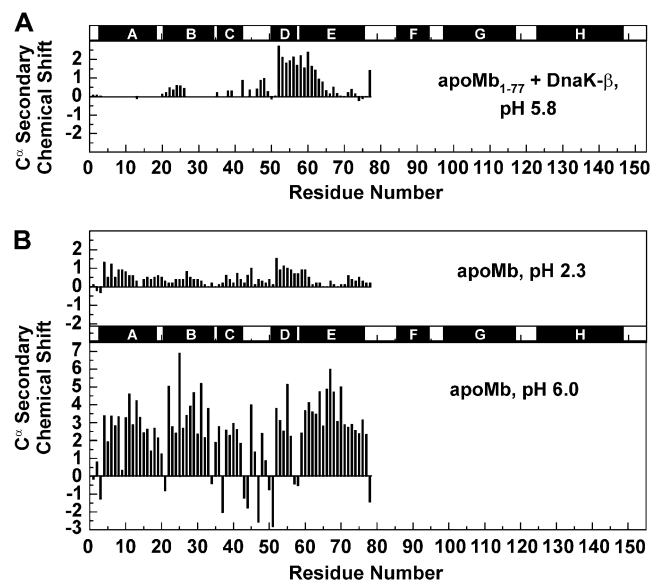 A
A B C D E F G H
2
1
0
-1
-2
Cα Secondary
Chemical Shift
apoMb1-77 + DnaK-β,
pH 5.8
0 10 20 30 40 50 60 70 80 90 100 110 120 130 140 150
Residue Number
B
2
1
0
-1
-2
apoMb, pH 2.3
A B C D E F G H
7
6
5
4
3
2
1
0
-1
-2
-3
Cα Secondary
Chemical Shift
apoMb, pH 6.0
0 10 20 30 40 50 60 70 80 90 100 110 120 130 140 150
Residue Number